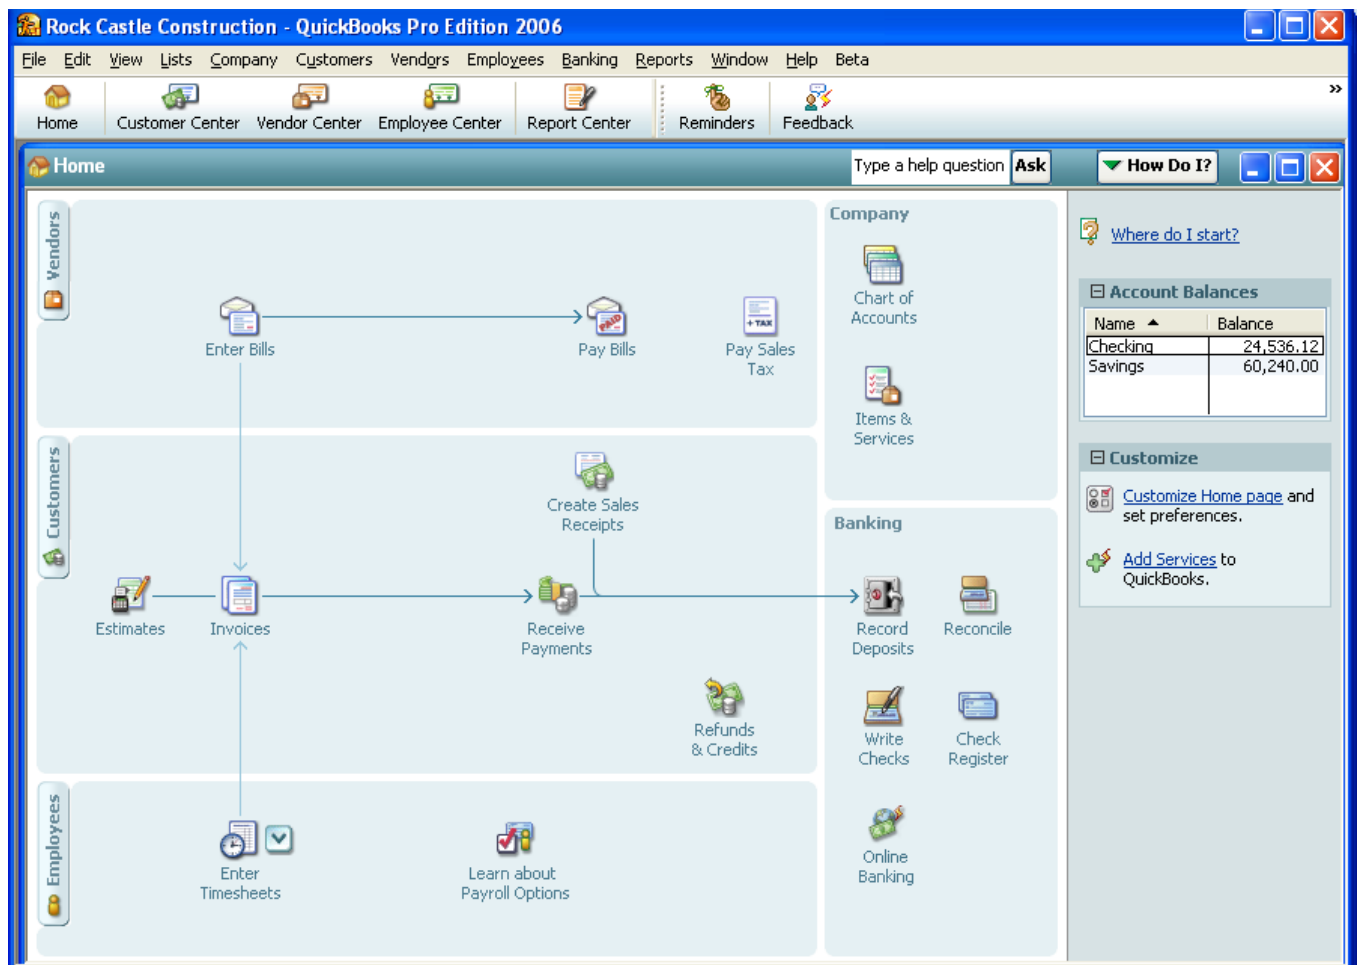 Rock Castle Construction - QuickBooks Pro Edition 2006
File Edit View Lists Company Customers Vendors Employees Banking Reports Window Help Beta
Home Customer Center Vendor Center Employee Center Report Center Reminders Feedback »
Home Type a help question Ask How Do I?
Vendors
Enter Bills
Pay Bills
PAID
+ TAX
Pay Sales
Tax
Customers
Create Sales
Receipts
Estimates
Invoices
Receive
Payments
Refunds
& Credits
Employees
Enter
Timesheets
Learn about
Payroll Options
Company
Chart of
Accounts
Items &
Services
Banking
Record
Deposits
Reconcile
Write
Checks
Check
Register
Online
Banking
Where do I start?
Account Balances
Name Balance
Checking 24,536.12
Savings 60,240.00
Customize
Customize Home page and
set preferences.
Add Services to
QuickBooks.